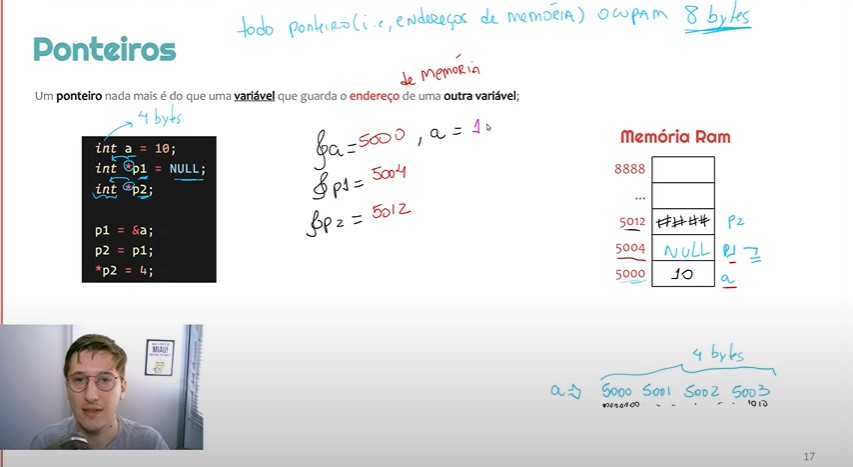 todo ponteiro (i.e, endereços de memória) ocupam 8 bytes
Ponteiros
de memória
Um ponteiro nada mais é do que uma variável que guarda o endereço de uma outra variável;
4 bytes
int a = 10;
int *p1 = NULL;
int *p2;
p1 = &a;
p2 = p1;
*p2 = 4;
&a = 5000, a = 1
&p1 = 5004
&p2 = 5012
Memória Ram
8888
...
5012 #### p2
5004 NULL p1
5000 10 a
4 bytes
a => 5000 5001 5002 5003
00000000 1010
MIAU!
17